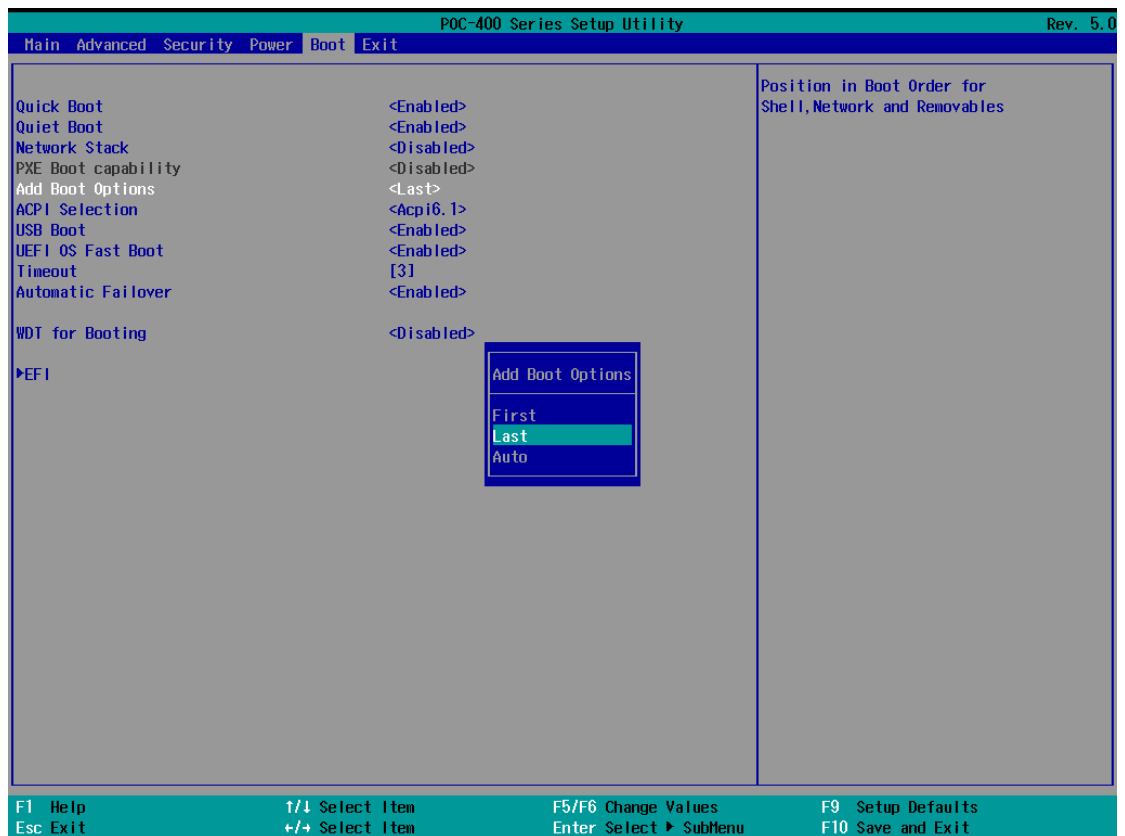 POC-400 Series Setup Utility Rev. 5.0
Main Advanced Security Power Boot Exit
Position in Boot Order for
Shell,Network and Removables
Quick Boot <Enabled>
Quiet Boot <Enabled>
Network Stack <Disabled>
PXE Boot capability <Disabled>
Add Boot Options <Last>
ACPI Selection <Acpi6.1>
USB Boot <Enabled>
UEFI OS Fast Boot <Enabled>
Timeout [3]
Automatic Failover <Enabled>
WDT for Booting <Disabled>
▶EFI
Add Boot Options
First
Last
Auto
F1 Help ↑/↓ Select Item F5/F6 Change Values F9 Setup Defaults
Esc Exit ←/→ Select Item Enter Select ▶ SubMenu F10 Save and Exit